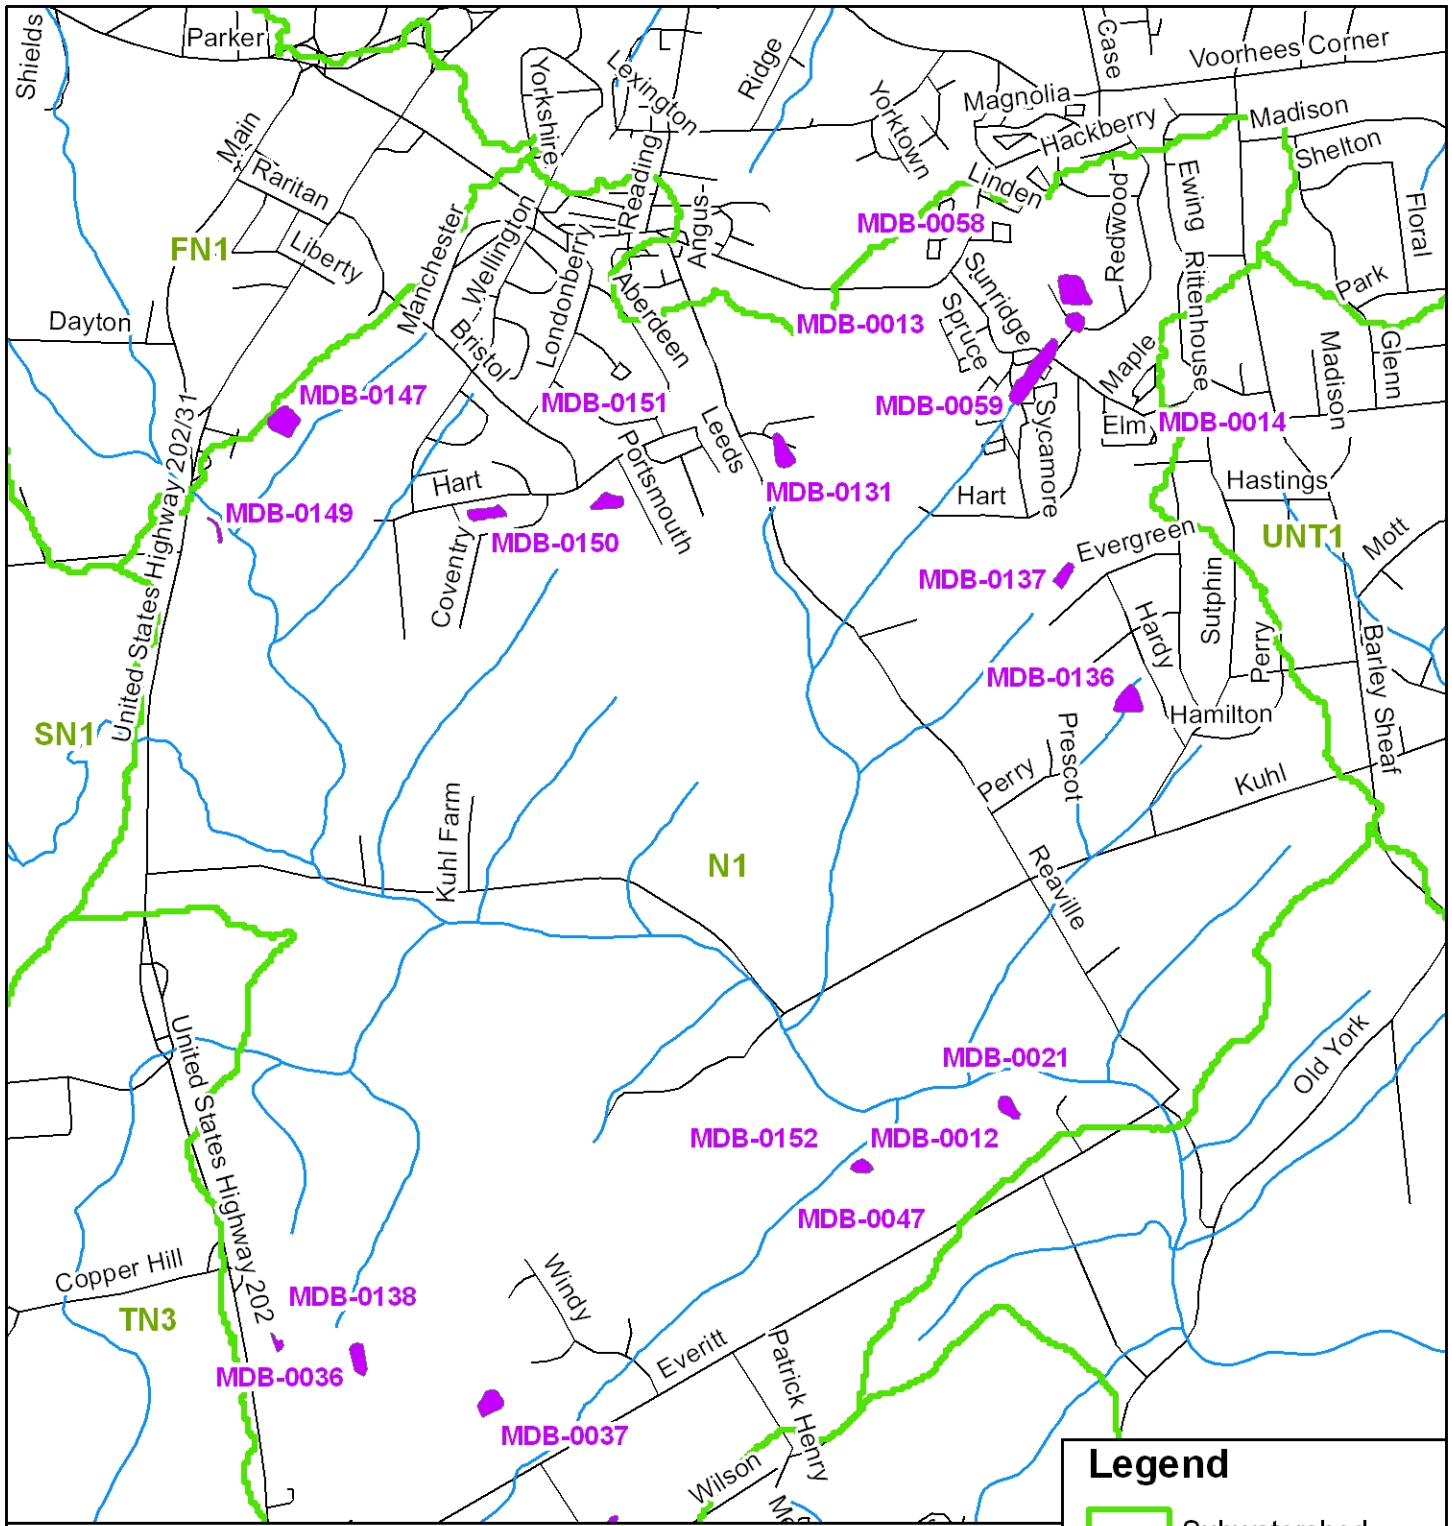 Shields
Parker
Yorkshire
Lexington
Ridge
Case
Voorhees Corner
Yorktown
Magnolia
Hackberry
Madison
Shelton
Main
Raritan
Reading
Linden
Redwood
Ewing
Floral
FN1
Liberty
Manchester
Wellington
Londonberry
Angus
MDB-0058
Sunridge
Rittenhouse
Park
Dayton
Bristol
Aberdeen
MDB-0013
Spruce
Maple
Madison
Glenn
MDB-0147
MDB-0151
MDB-0059
Elm
MDB-0014
United States Highway 202/31
Hart
Portsmouth
Leeds
MDB-0131
Hart
Sycamore
Hastings
MDB-0149
MDB-0150
Coventry
Evergreen
UNT1
Mott
MDB-0137
Hardy
Sutphin
Perry
Barley Sheaf
MDB-0136
SN1
Prescot
Hamilton
Perry
Kuhl
Kuhl Farm
N1
Reaville
United States Highway 202
MDB-0021
Old York
MDB-0152
MDB-0012
MDB-0047
Copper Hill
TN3
MDB-0138
Windy
MDB-0036
Everitt
Patrick Henry
MDB-0037
Wilson
Legend